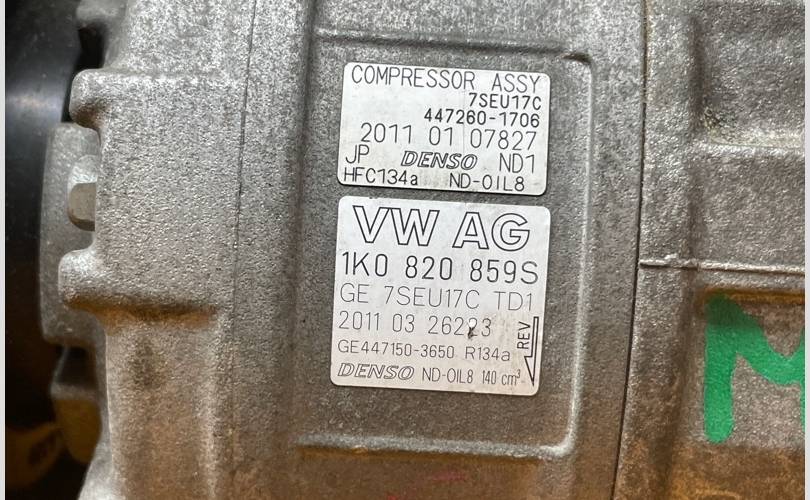 COMPRESSOR ASSY
7SEU17C
447260-1706
2011 01 07827
JP DENSO ND1
HFC134a ND-OIL8
VW AG
1K0 820 859S
GE 7SEU17C TD1
2011 03 26223
GE447150-3650 R134a
REV
DENSO ND-OIL8 140 cm³
M